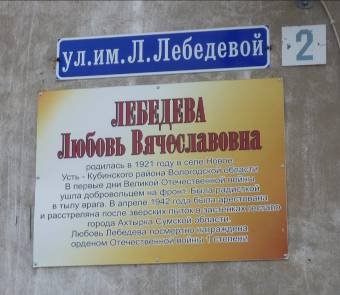 ул.им.Л.Лебедевой
2
ЛЕБЕДЕВА
Любовь Вячеславовна
родилась в 1921 году в селе Новое
Усть - Кубинского района Вологодской области
В первые дни Великой Отечественной войны
ушла добровольцем на фронт. Была радисткой
в тылу врага. В апреле 1942 года была арестована
и расстреляна после зверских пыток в застенках гестапо
города Ахтырка Сумской области.
Любовь Лебедева посмертно награждена
орденом Отечественной войны 1 степени